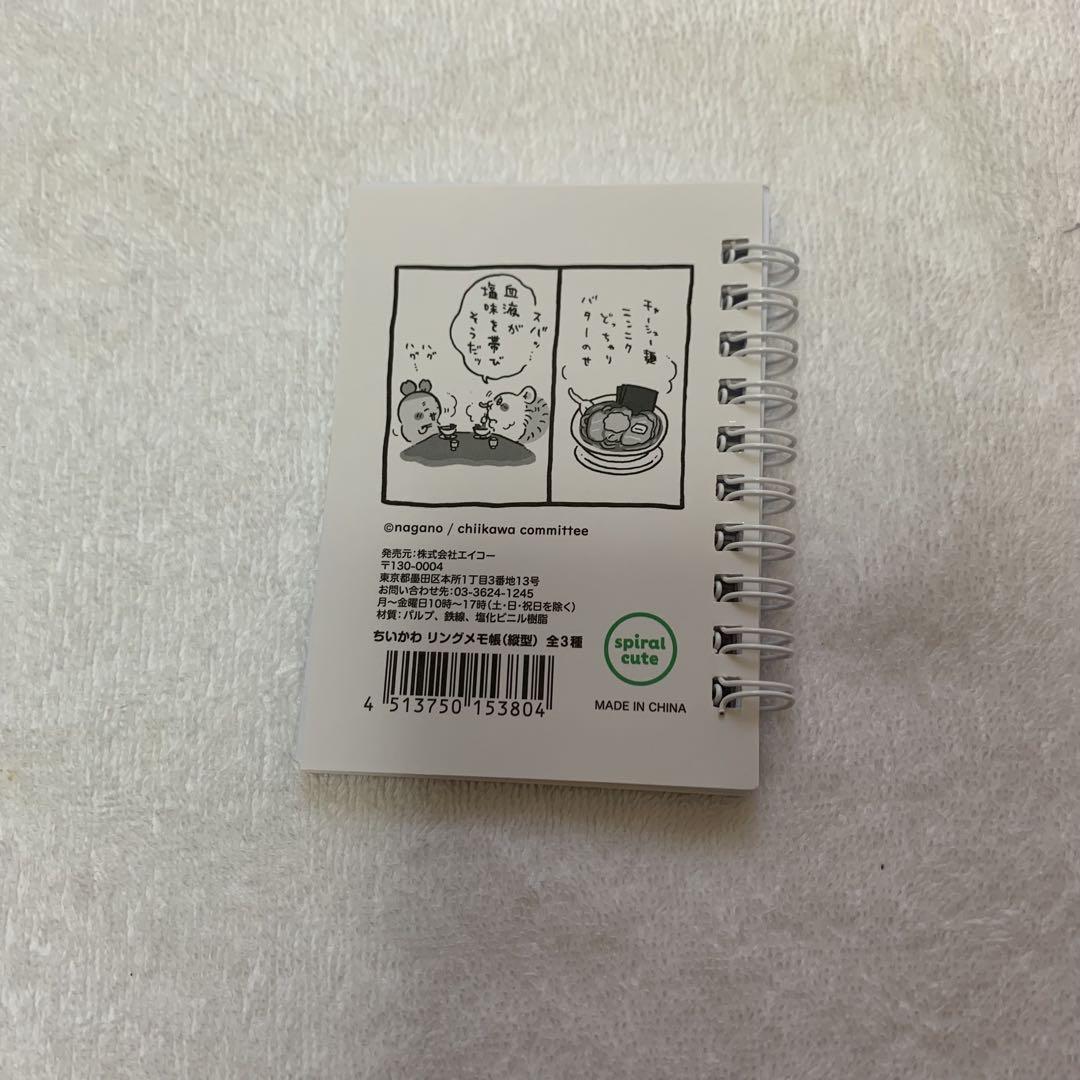 チャーシュー麺
ニンニク
どっちゃり
バターのせ
ズバッ…
血液が
塩味を帯び
そうだッ
ハグ
ハグ…
©nagano / chiikawa committee
発売元：株式会社エイコー
〒130-0004
東京都墨田区本所1丁目3番地13号
お問い合わせ先：03-3624-1245
月～金曜日10時～17時（土・日・祝日を除く）
材質：パルプ、鉄線、塩化ビニル樹脂
ちいかわ リングメモ帳（縦型） 全3種
4 513750 153804
spiral
cute
MADE IN CHINA